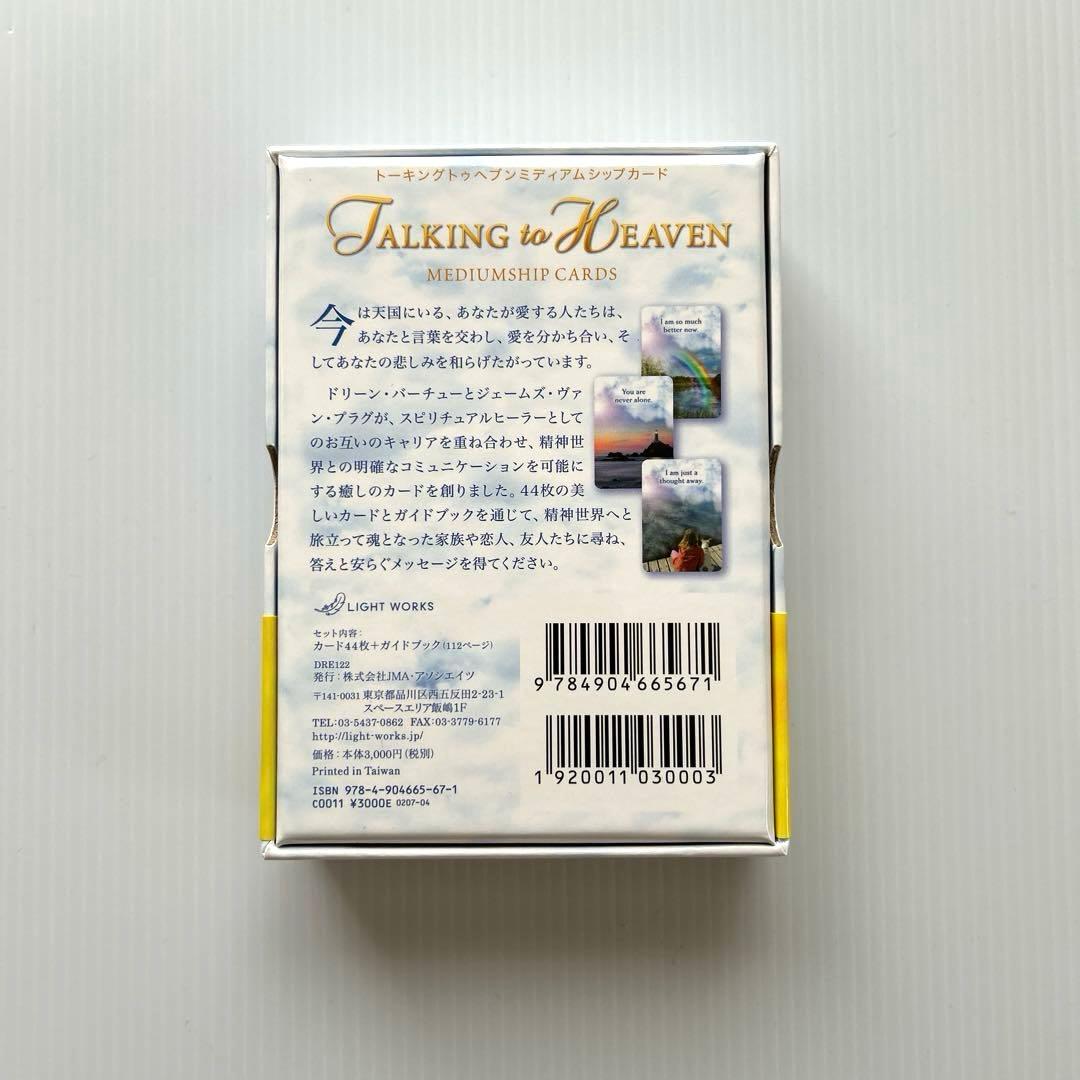 トーキングトゥヘブンミディアムシップカード
TALKING to HEAVEN
MEDIUMSHIP CARDS
今は天国にいる、あなたが愛する人たちは、
あなたと言葉を交わし、愛を分かち合い、そ
してあなたの悲しみを和らげたがっています。
ドリーン・バーチューとジェームズ・ヴァ
ン・プラグが、スピリチュアルヒーラーとして
のお互いのキャリアを重ね合わせ、精神世
界との明確なコミュニケーションを可能に
する癒しのカードを創りました。44枚の美
しいカードとガイドブックを通じて、精神世界へと
旅立って魂となった家族や恋人、友人たちに尋ね、
答えと安らぐメッセージを得てください。
I am so much
better now.
You are
never alone.
I am just a
thought away.
LIGHT WORKS
セット内容：
カード44枚＋ガイドブック（112ページ）
DRE122
発行：株式会社JMA・アソシエイツ
〒141-0031 東京都品川区西五反田2-23-1
スペースエリア飯嶋1F
TEL:03-5437-0862 FAX:03-3779-6177
http://light-works.jp/
価格：本体3,000円（税別）
Printed in Taiwan
ISBN 978-4-904665-67-1
C0011 ¥3000E 0207-04
9784904665671
1920011030003